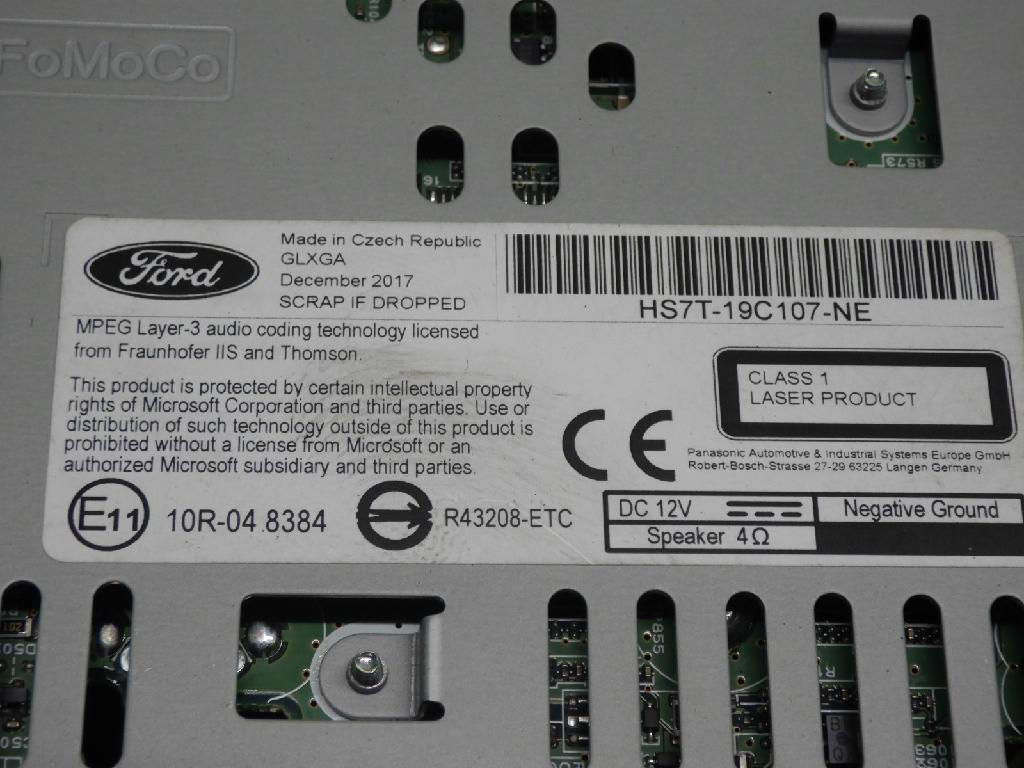 FoMoCo
R573
16
Ford
Made in Czech Republic
GLXGA
December 2017
SCRAP IF DROPPED
HS7T-19C107-NE
MPEG Layer-3 audio coding technology licensed
from Fraunhofer IIS and Thomson.
This product is protected by certain intellectual property
rights of Microsoft Corporation and third parties. Use or
distribution of such technology outside of this product is
prohibited without a license from Microsoft or an
authorized Microsoft subsidiary and third parties.
CLASS 1
LASER PRODUCT
CE
Panasonic Automotive & Industrial Systems Europe GmbH
Robert-Bosch-Strasse 27-29 63225 Langen Germany
E11
10R-04 8384
R43208-ETC
DC 12V
Negative Ground
Speaker 4Ω